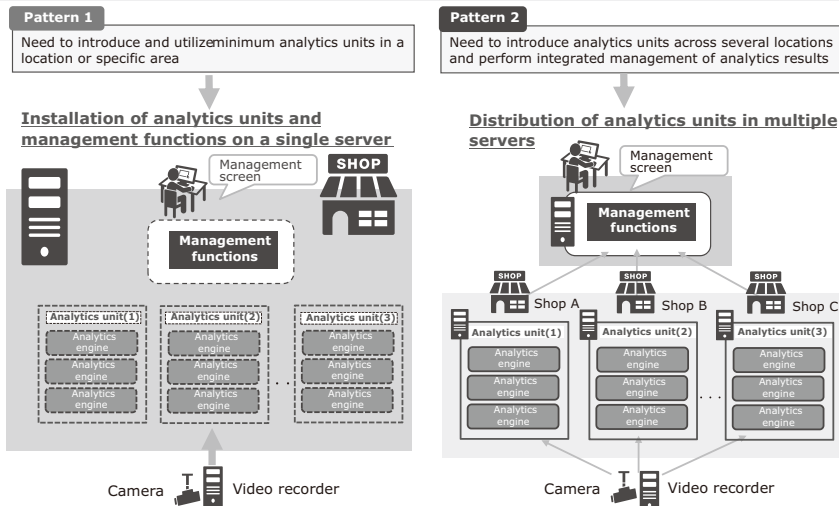 Pattern 1
Need to introduce and utilizeminimum analytics units in a
location or specific area
Installation of analytics units and
management functions on a single server
Management
screen
SHOP
Management
functions
Analytics unit(1)
Analytics
engine
Analytics
engine
Analytics
engine
Analytics unit(2)
Analytics
engine
Analytics
engine
Analytics
engine
. .
Analytics unit(3)
Analytics
engine
Analytics
engine
Analytics
engine
Camera
Video recorder
Pattern 2
Need to introduce analytics units across several locations
and perform integrated management of analytics results
Distribution of analytics units in multiple
servers
Management
screen
Management
functions
SHOP
Shop A
SHOP
Shop B
SHOP
Shop C
Analytics unit(1)
Analytics
engine
Analytics
engine
Analytics
engine
Analytics unit(2)
Analytics
engine
Analytics
engine
Analytics
engine
. . .
Analytics unit(3)
Analytics
engine
Analytics
engine
Analytics
engine
Camera
Video recorder